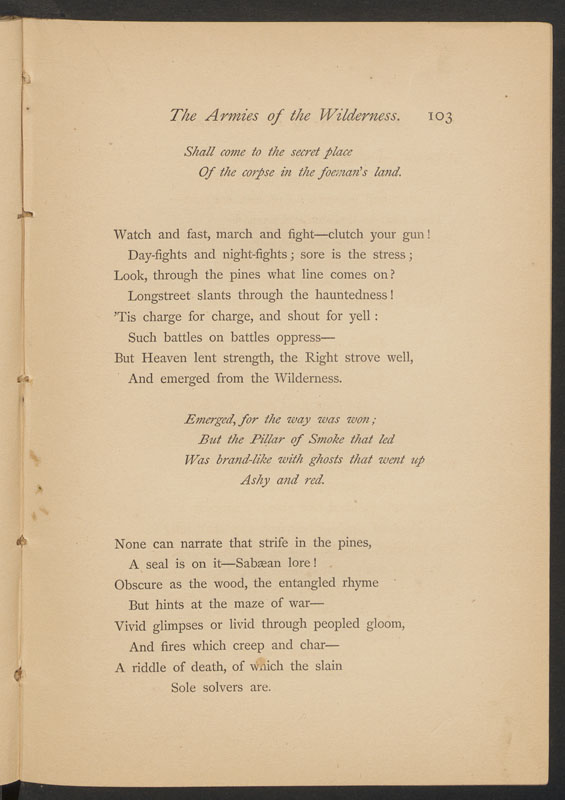 The Armies of the Wilderness. 103
Shall come to the secret place
Of the corpse in the foeman's land.
Watch and fast, march and fight—clutch your gun!
Day-fights and night-fights; sore is the stress;
Look, through the pines what line comes on?
Longstreet slants through the hauntedness!
'Tis charge for charge, and shout for yell:
Such battles on battles oppress—
But Heaven lent strength, the Right strove well,
And emerged from the Wilderness.
Emerged, for the way was won;
But the Pillar of Smoke that led
Was brand-like with ghosts that went up
Ashy and red.
None can narrate that strife in the pines,
A seal is on it—Sabæan lore!
Obscure as the wood, the entangled rhyme
But hints at the maze of war—
Vivid glimpses or livid through peopled gloom,
And fires which creep and char—
A riddle of death, of which the slain
Sole solvers are.